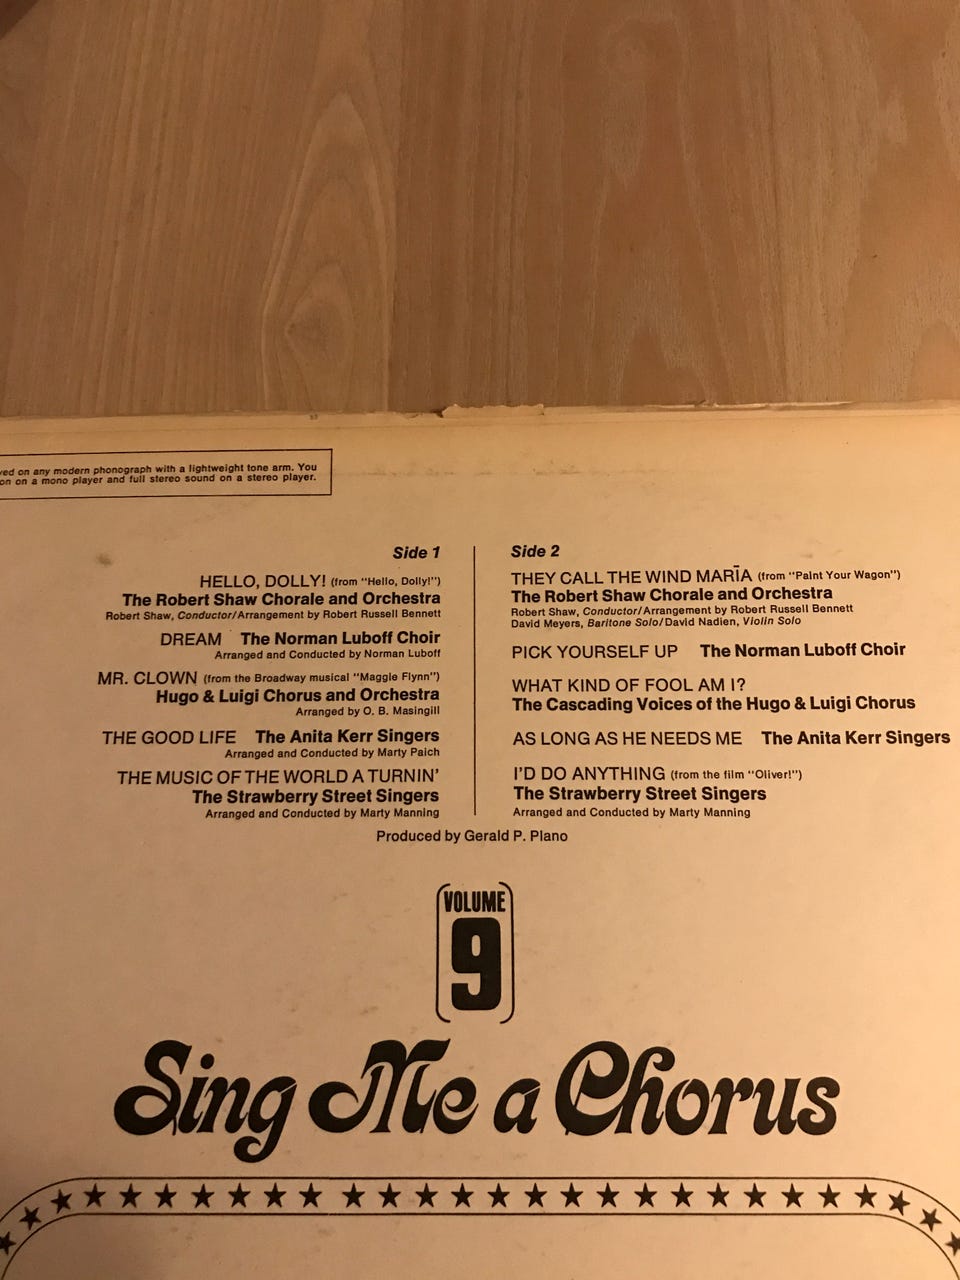 ved on any modern phonograph with a lightweight tone arm. You
on on a mono player and full stereo sound on a stereo player.
Side 1
HELLO, DOLLY! (from "Hello, Dolly!")
The Robert Shaw Chorale and Orchestra
Robert Shaw, Conductor/Arrangement by Robert Russell Bennett
DREAM The Norman Luboff Choir
Arranged and Conducted by Norman Luboff
MR. CLOWN (from the Broadway musical "Maggie Flynn")
Hugo & Luigi Chorus and Orchestra
Arranged by O. B. Masingill
THE GOOD LIFE The Anita Kerr Singers
Arranged and Conducted by Marty Paich
THE MUSIC OF THE WORLD A TURNIN'
The Strawberry Street Singers
Arranged and Conducted by Marty Manning
Side 2
THEY CALL THE WIND MARĪA (from "Paint Your Wagon")
The Robert Shaw Chorale and Orchestra
Robert Shaw, Conductor/Arrangement by Robert Russell Bennett
David Meyers, Baritone Solo/David Nadien, Violin Solo
PICK YOURSELF UP The Norman Luboff Choir
WHAT KIND OF FOOL AM I?
The Cascading Voices of the Hugo & Luigi Chorus
AS LONG AS HE NEEDS ME The Anita Kerr Singers
I'D DO ANYTHING (from the film "Oliver!")
The Strawberry Street Singers
Arranged and Conducted by Marty Manning
Produced by Gerald P. Plano
VOLUME
9
Sing Me a Chorus